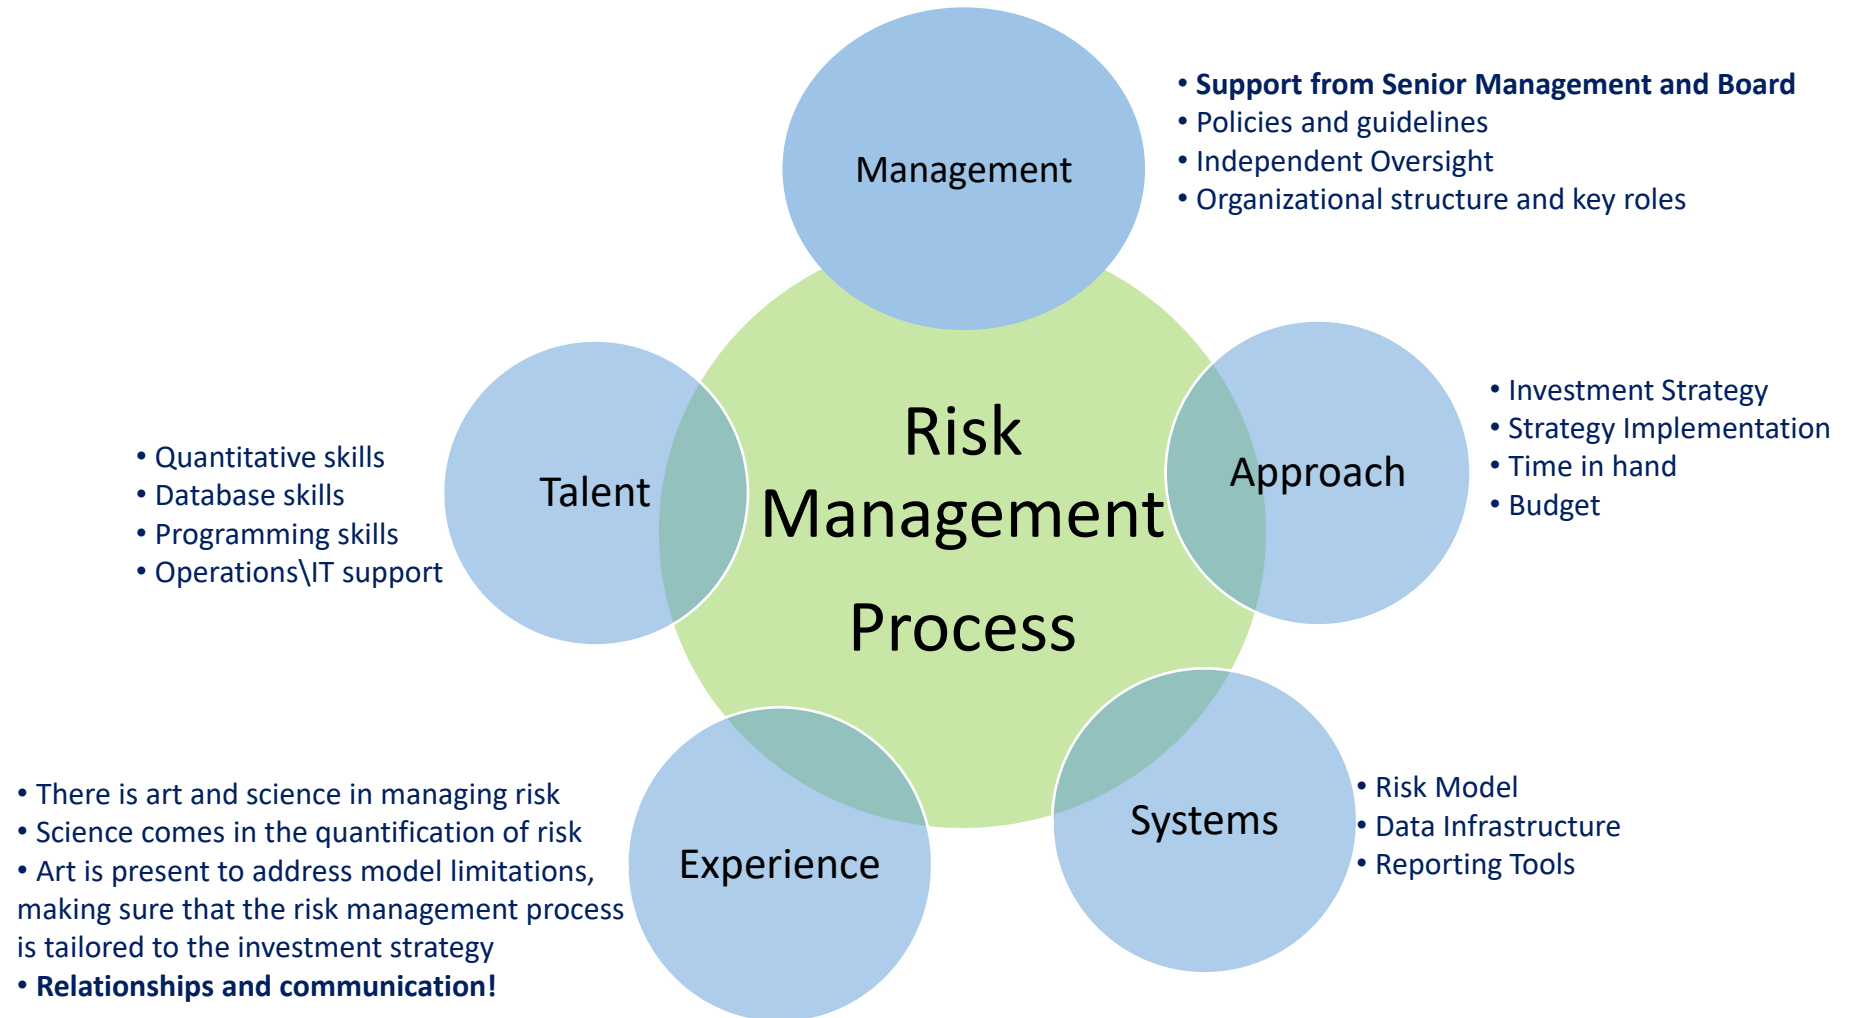 Management
• Support from Senior Management and Board
• Policies and guidelines
• Independent Oversight
• Organizational structure and key roles
Risk
Management
Process
Approach
• Investment Strategy
• Strategy Implementation
• Time in hand
• Budget
Talent
• Quantitative skills
• Database skills
• Programming skills
• Operations\IT support
Systems
• Risk Model
• Data Infrastructure
• Reporting Tools
Experience
• There is art and science in managing risk
• Science comes in the quantification of risk
• Art is present to address model limitations,
making sure that the risk management process
is tailored to the investment strategy
• Relationships and communication!